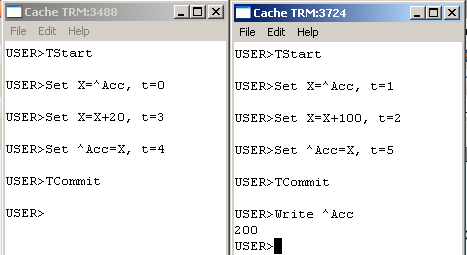 Cache TRM:3488
File Edit Help
USER>TStart
USER>Set X=^Acc, t=0
USER>Set X=X+20, t=3
USER>Set ^Acc=X, t=4
USER>TCommit
USER>
Cache TRM:3724
File Edit Help
USER>TStart
USER>Set X=^Acc, t=1
USER>Set X=X+100, t=2
USER>Set ^Acc=X, t=5
USER>TCommit
USER>Write ^Acc
200
USER>